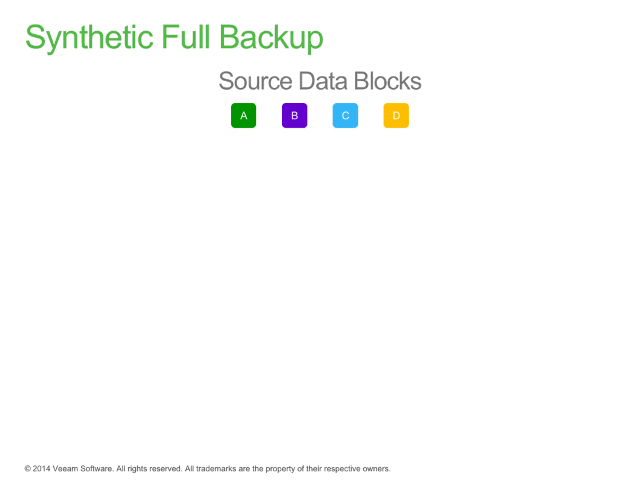 Synthetic Full Backup
Source Data Blocks
A B C D
© 2014 Veeam Software. All rights reserved. All trademarks are the property of their respective owners.